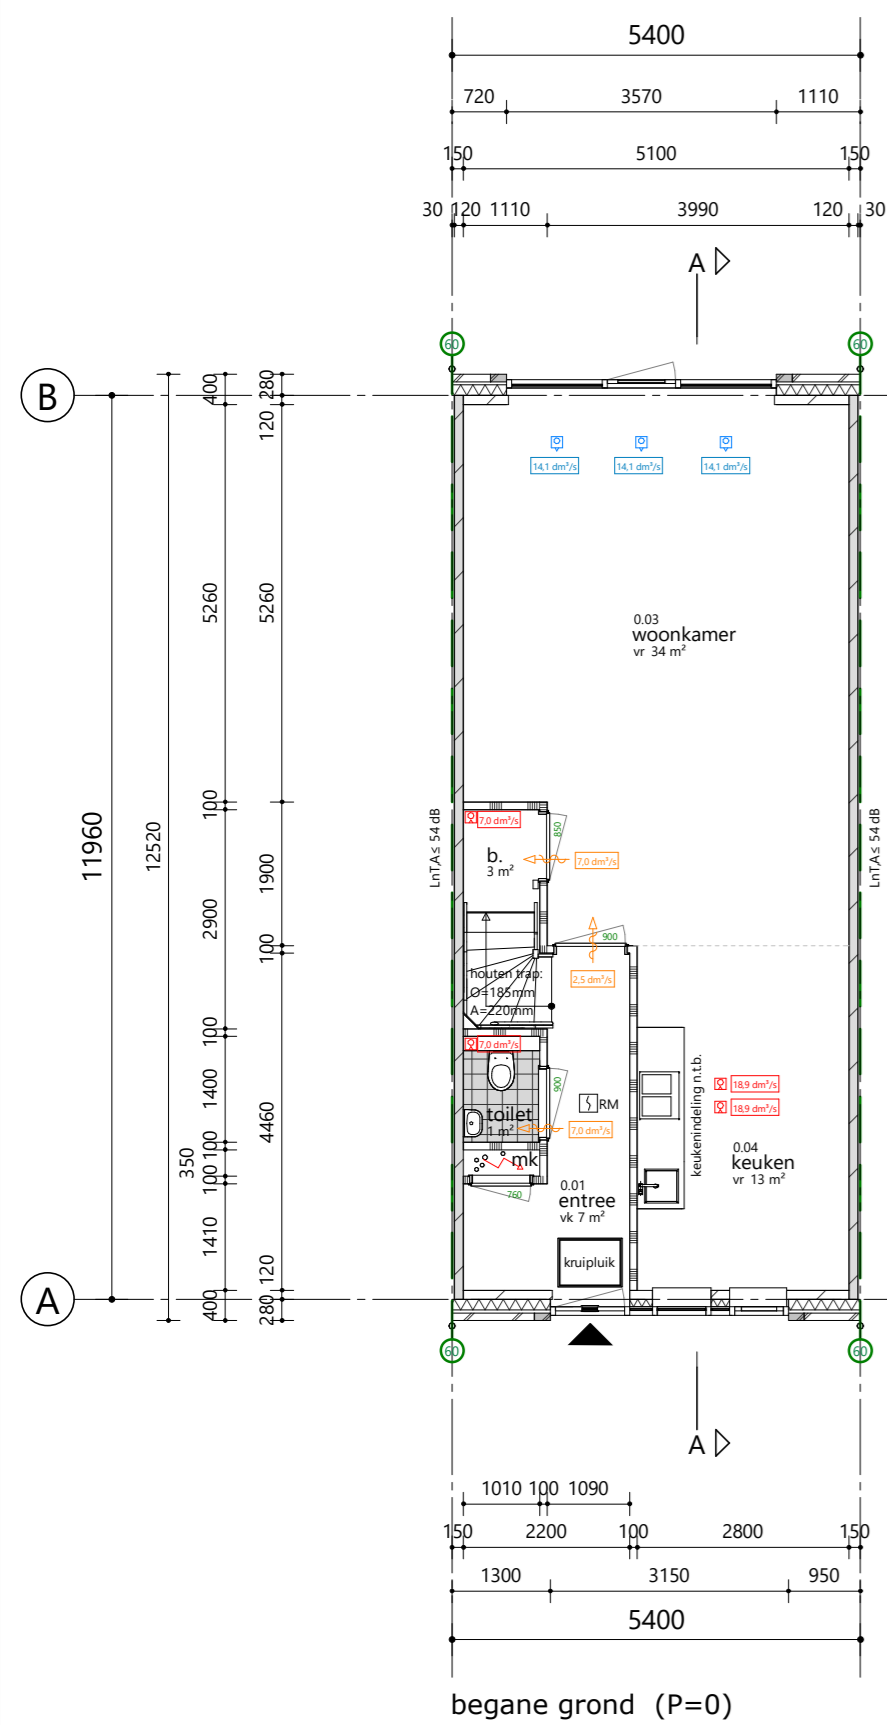 5400
720 3570 1110
150 5100 150
30 120 1110 3990 120 30
A
60 60
B
400 280
120
14,1 dm³/s 14,1 dm³/s 14,1 dm³/s
5260 5260
0.03
woonkamer
vr 34 m²
100
11960 12520
LnT,A ≤ 54 dB LnT,A ≤ 54 dB
7,0 dm³/s
850
b.
3 m²
7,0 dm³/s
1900
2900
100
900
houten trap:
O=185mm
A=220mm
2,5 dm³/s
100
7,0 dm³/s
900
1400
4460
toilet
1 m²
7,0 dm³/s
RM
keukenindeling n.t.b.
18,9 dm³/s
18,9 dm³/s
0.04
keuken
vr 13 m²
100
350
mk
100
760
0.01
entree
vk 7 m²
1410
120
kruipluik
A
400 280
60 60
A
1010 100 1090
150 2200 100 2800 150
1300 3150 950
5400
begane grond (P=0)